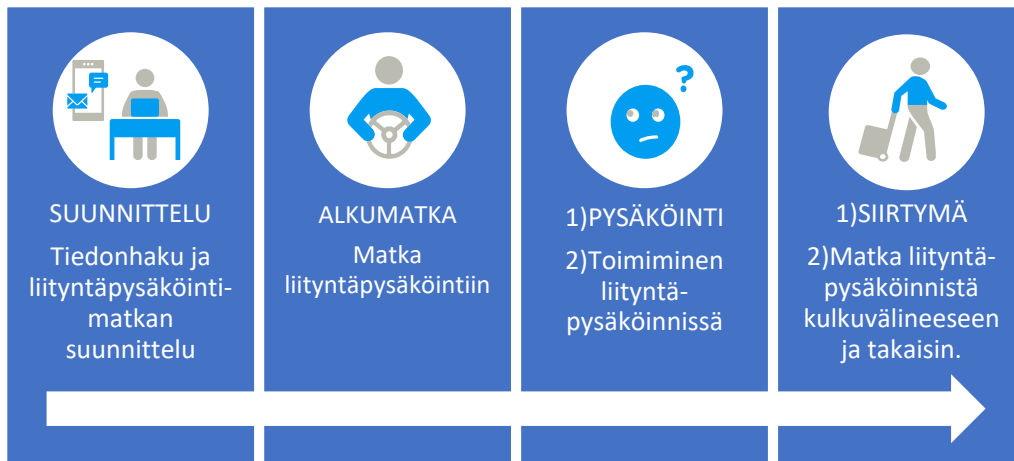 SUUNNITTELU
Tiedonhaku ja
liityntäpysäköinti-
matkan
suunnittelu
ALKUMATKA
Matka
liityntäpysäköintiin
?
1)PYSÄKÖINTI
2)Toimiminen
liityntä-
pysäköinnissä
1)SIIRTYMÄ
2)Matka liityntä-
pysäköinnistä
kulkuvälineeseen
ja takaisin.